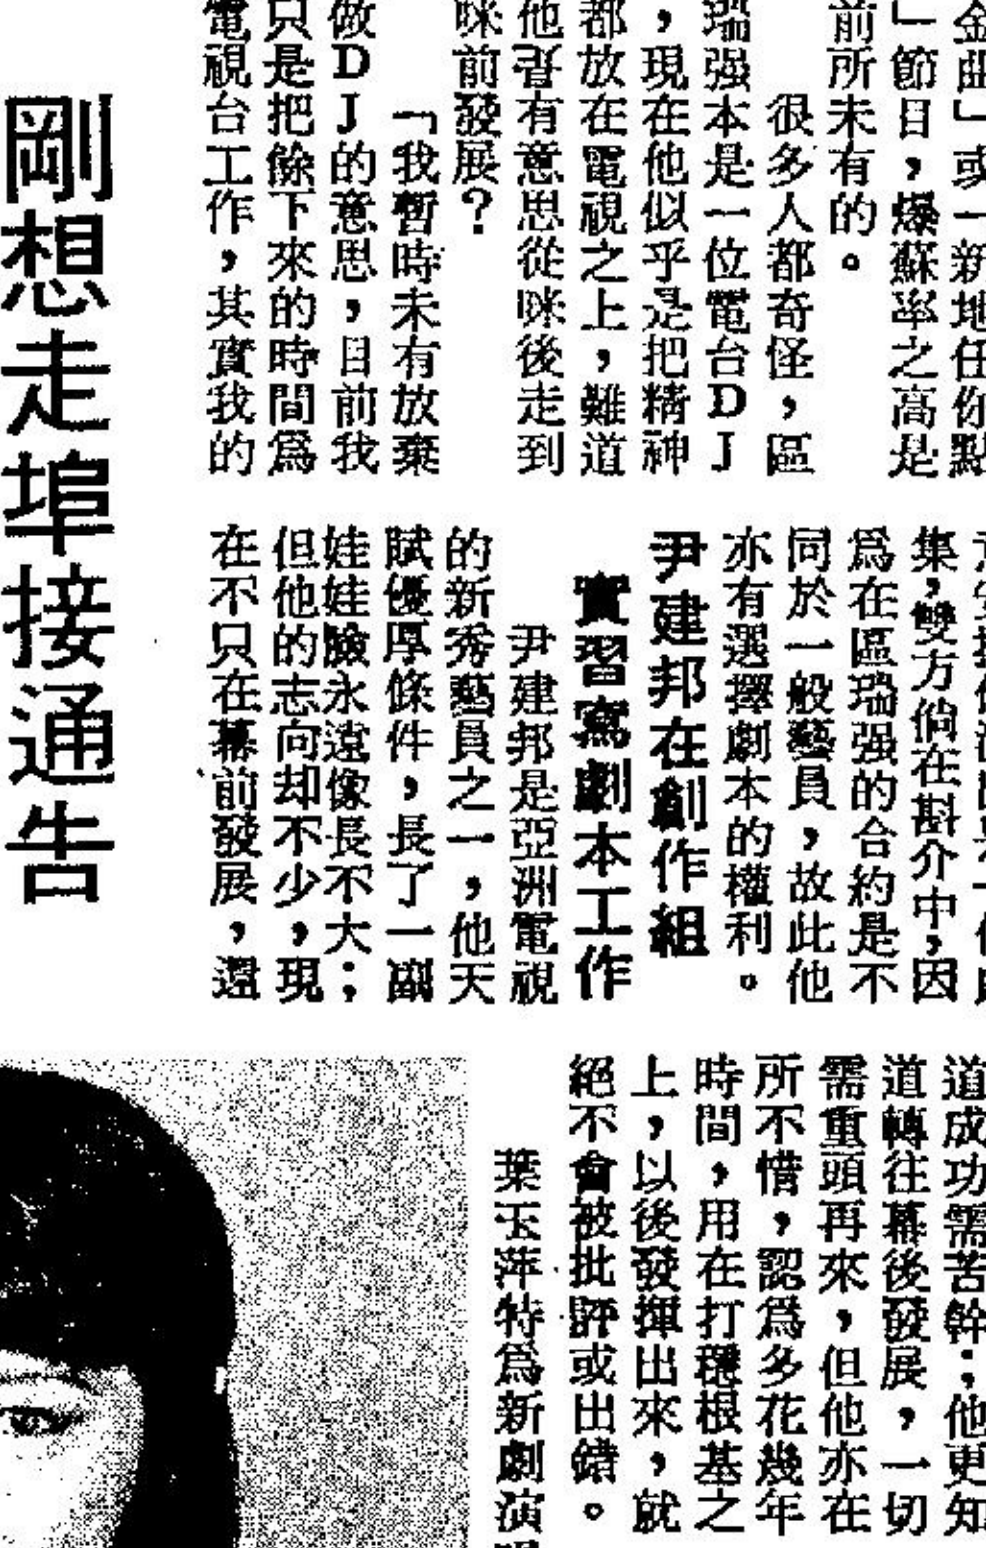 金曲」或一新地任你點
」節目，爆蘇率之高是
前所未有的。
很多人都奇怪，區
瑞强本是一位電台ＤＪ
，現在他似乎是把精神
都放在電視之上，難道
他者有意思從咪後走到
咪前發展？
「我暫時未有放棄
做ＤＪ的意思，目前我
只是把餘下來的時間爲
電視台工作，其實我的
集，雙方倘在斟介中，因
爲在區瑞强的合約是不
同於一般藝員，故此他
亦有選擇劇本的權利。
尹建邦在創作組
實習寫劇本工作
尹建邦是亞洲電視
的新秀藝員之一，他天
賦優厚條件，長了一副
娃娃臉永遠像長不大；
但他的志向却不少，現
在不只在幕前發展，還
道成功需苦幹；他更知
道轉往幕後發展，一切
需重頭再來，但他亦在
所不惜，認爲多花幾年
時間，用在打穩根基之
上，以後發揮出來，就
絕不會被批評或出錯。
葉玉萍特爲新劇演
剛想走埠接通告